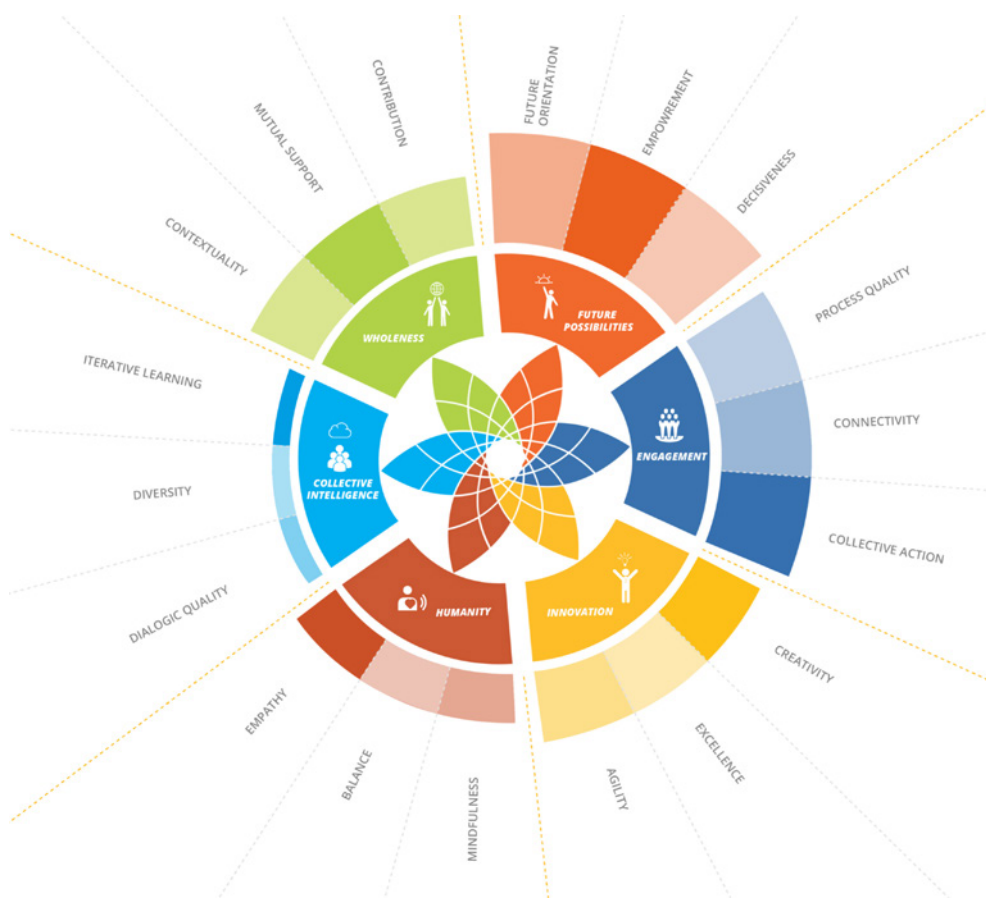 FUTURE
ORIENTATION
EMPOWREMENT
DECISIVENESS
PROCESS QUALITY
CONNECTIVITY
COLLECTIVE ACTION
CREATIVITY
EXCELLENCE
AGILITY
MINDFULNESS
BALANCE
EMPATHY
DIALOGIC QUALITY
DIVERSITY
ITERATIVE LEARNING
CONTEXTUALITY
MUTUAL SUPPORT
CONTRIBUTION
FUTURE
POSSIBILITIES
ENGAGEMENT
INNOVATION
HUMANITY
COLLECTIVE
INTELLIGENCE
WHOLENESS